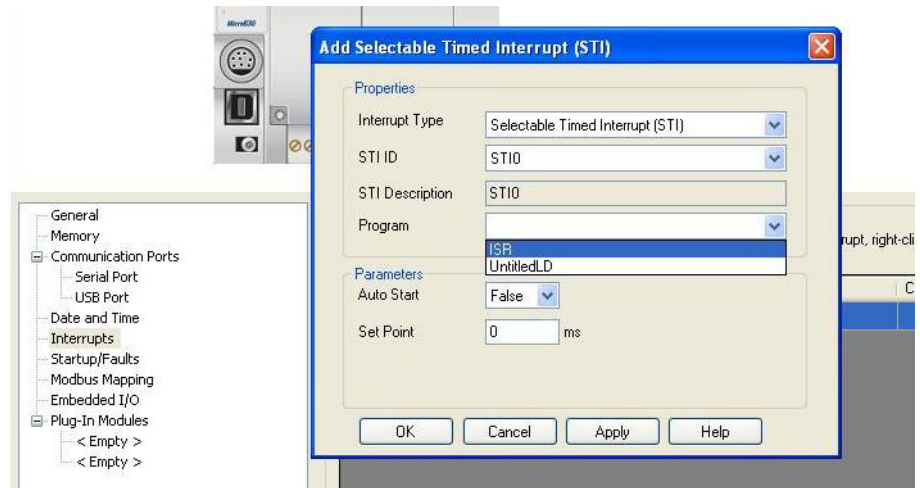 Micro830
Add Selectable Timed Interrupt (STI)
Properties
Interrupt Type
Selectable Timed Interrupt (STI)
STI ID
STI0
STI Description
STI0
Program
ISR
UntitledLD
Parameters
Auto Start
False
Set Point
0
ms
OK
Cancel
Apply
Help
General
Memory
Communication Ports
Serial Port
USB Port
Date and Time
Interrupts
Startup/Faults
Modbus Mapping
Embedded I/O
Plug-In Modules
< Empty >
< Empty >
rupt, right-cli
C